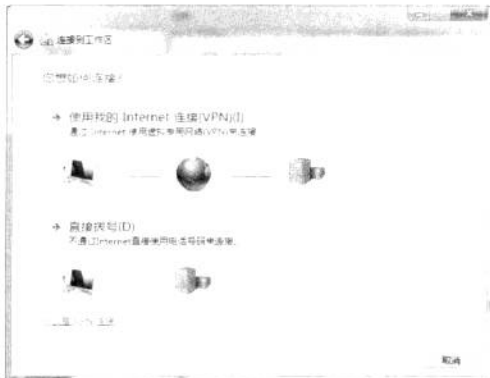 连接到工作区
您想如何连接?
→ 使用我的 Internet 连接(VPN)(I)
通过 Internet 使用虚拟专用网络(VPN)来连接
→ 直接拨号(D)
不通过Internet直接使用电话号码来连接。
取消